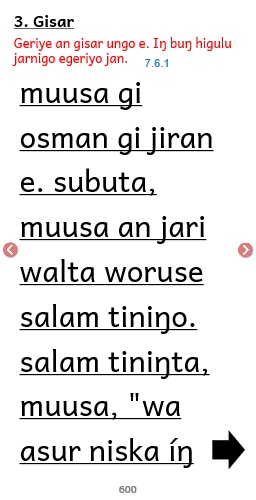 3. Gisar
Geriye an gisar ungo e. Iŋ buŋ higulu
jarnigo egeriyo jan. 7.6.1
muusa gi
osman gi jiran
e. subuta,
muusa an jari
walta woruse
salam tiniŋo.
salam tiniŋta,
muusa, "wa
asur niska íŋ
600